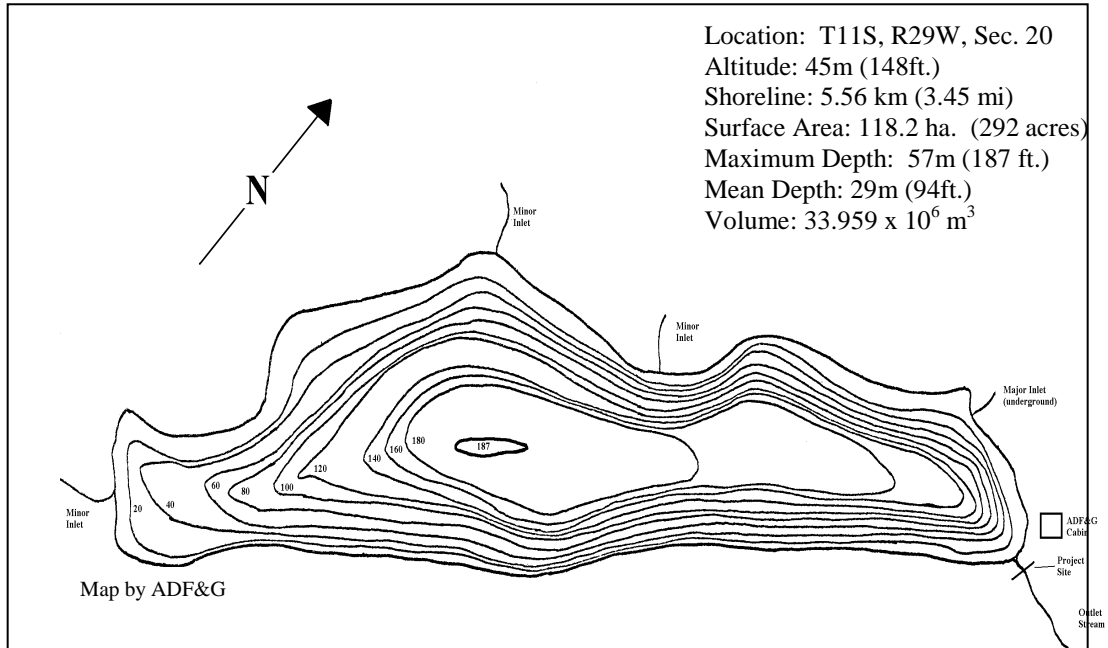 Location: T11S, R29W, Sec. 20
Altitude: 45m (148ft.)
Shoreline: 5.56 km (3.45 mi)
Surface Area: 118.2 ha. (292 acres)
Maximum Depth: 57m (187 ft.)
Mean Depth: 29m (94ft.)
Volume: 33.959 x 10⁶ m³
N
Minor
Inlet
Minor
Inlet
Major Inlet
(underground)
180
187
160
140
120
100
80
60
40
20
Minor
Inlet
ADF&G
Cabin
Project
Site
Outlet
Stream
Map by ADF&G